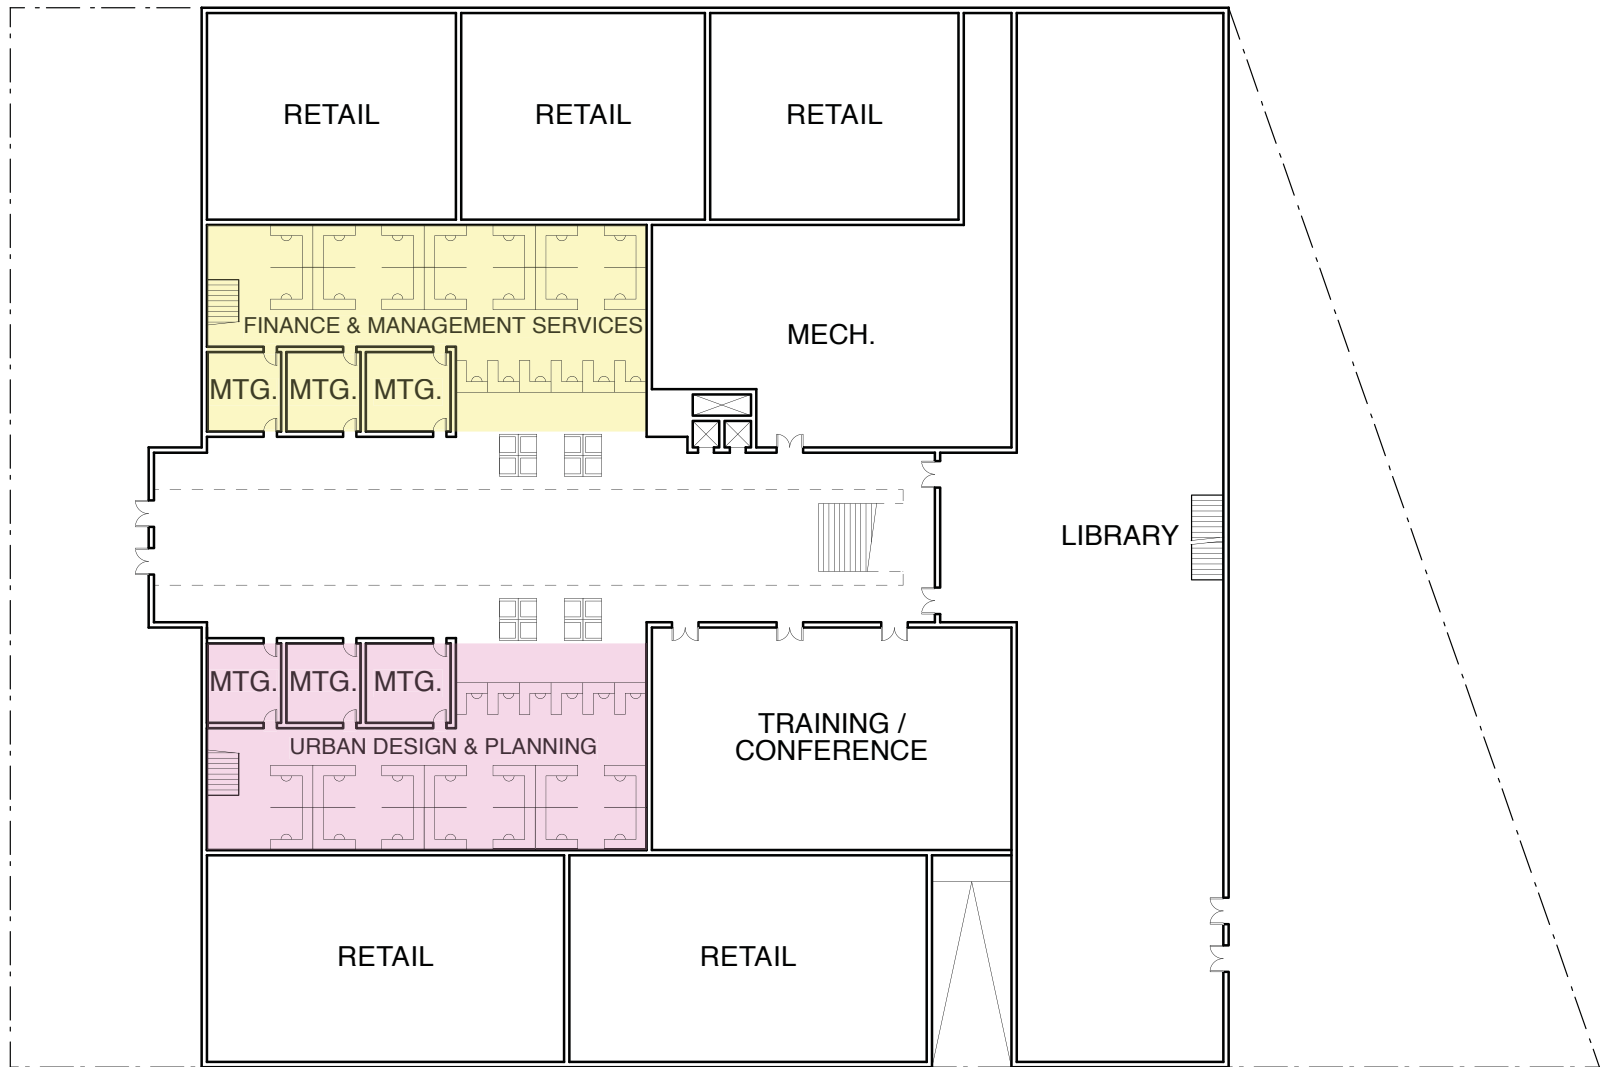 RETAIL
RETAIL
RETAIL
FINANCE & MANAGEMENT SERVICES
MECH.
MTG.
MTG.
MTG.
LIBRARY
MTG.
MTG.
MTG.
TRAINING /
CONFERENCE
URBAN DESIGN & PLANNING
RETAIL
RETAIL